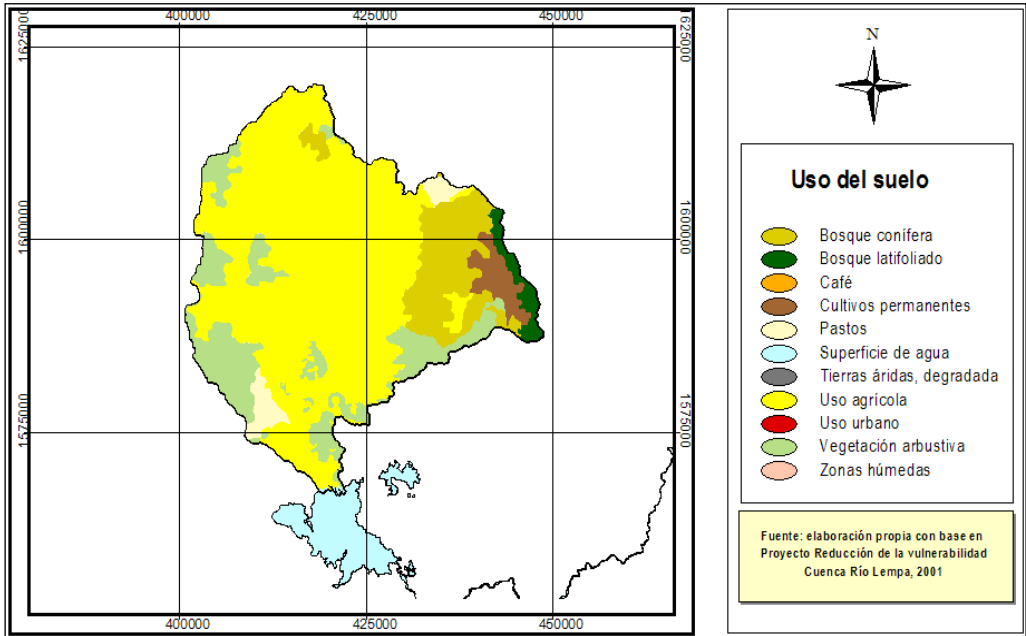 400000 425000 450000
1625000 1625000
1600000 1600000
1575000 1575000
400000 425000 450000
N
Uso del suelo
Bosque conífera
Bosque latifoliado
Café
Cultivos permanentes
Pastos
Superficie de agua
Tierras áridas, degradada
Uso agrícola
Uso urbano
Vegetación arbustiva
Zonas húmedas
Fuente: elaboración propia con base en
Proyecto Reducción de la vulnerabilidad
Cuenca Río Lempa, 2001